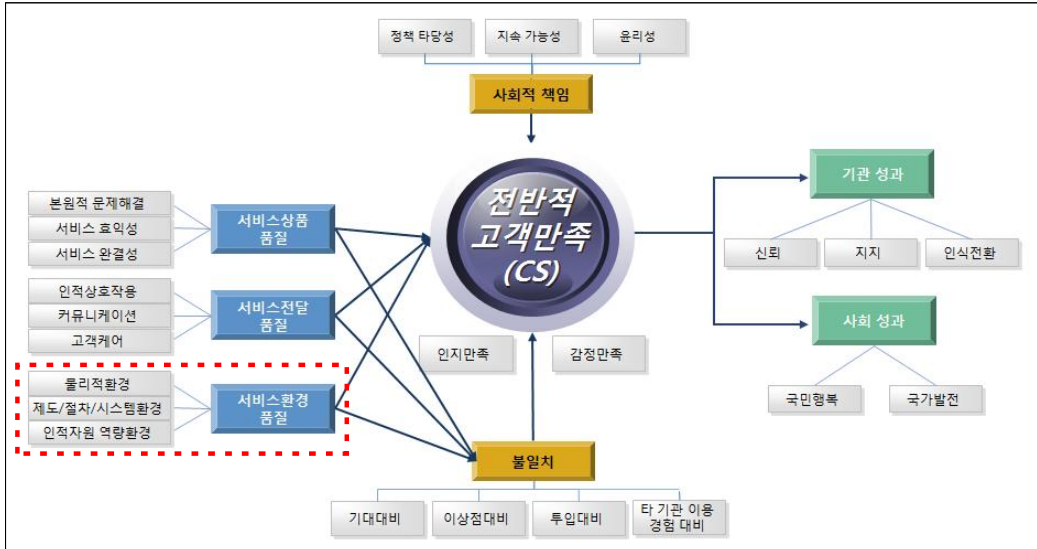 정책 타당성
지속 가능성
윤리성
사회적 책임
전반적
고객만족
(CS)
인지만족
감정만족
본원적 문제해결
서비스 효익성
서비스 완결성
서비스상품
품질
인적상호작용
커뮤니케이션
고객케어
서비스전달
품질
물리적환경
제도/절차/시스템환경
인적자원 역량환경
서비스환경
품질
불일치
기대대비
이상점대비
투입대비
타 기관 이용
경험 대비
기관 성과
신뢰
지지
인식전환
사회 성과
국민행복
국가발전